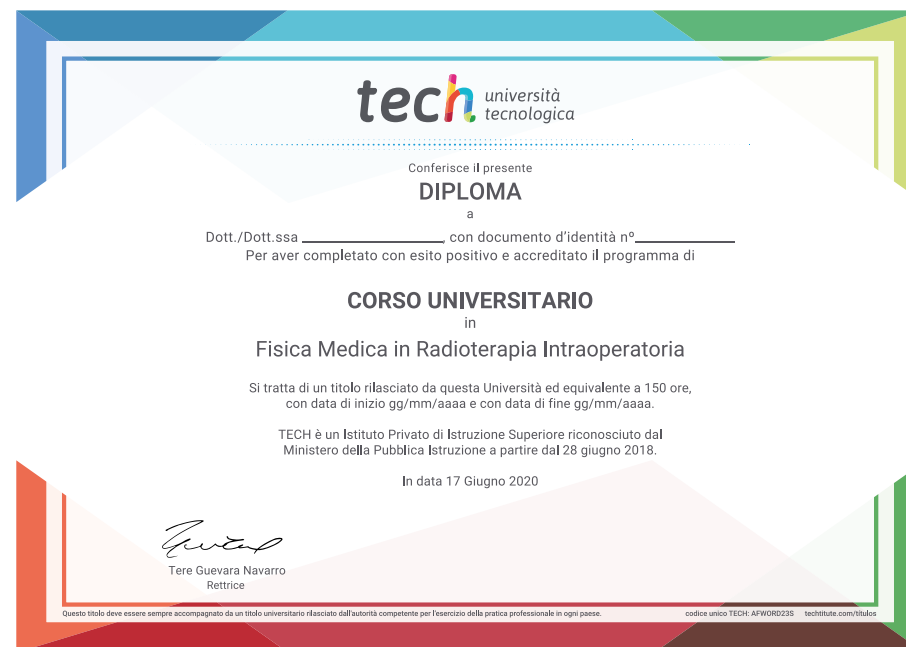 tech università
tecnologica
Conferisce il presente
DIPLOMA
a
Dott./Dott.ssa ____________________, con documento d'identità nº______________
Per aver completato con esito positivo e accreditato il programma di
CORSO UNIVERSITARIO
in
Fisica Medica in Radioterapia Intraoperatoria
Si tratta di un titolo rilasciato da questa Università ed equivalente a 150 ore,
con data di inizio gg/mm/aaaa e con data di fine gg/mm/aaaa.
TECH è un Istituto Privato di Istruzione Superiore riconosciuto dal
Ministero della Pubblica Istruzione a partire dal 28 giugno 2018.
In data 17 Giugno 2020
Tere Guevara Navarro
Rettrice
Questo titolo deve essere sempre accompagnato da un titolo universitario rilasciato dall'autorità competente per l'esercizio della pratica professionale in ogni paese. codice unico TECH: AFWORD23S techtitute.com/titulos